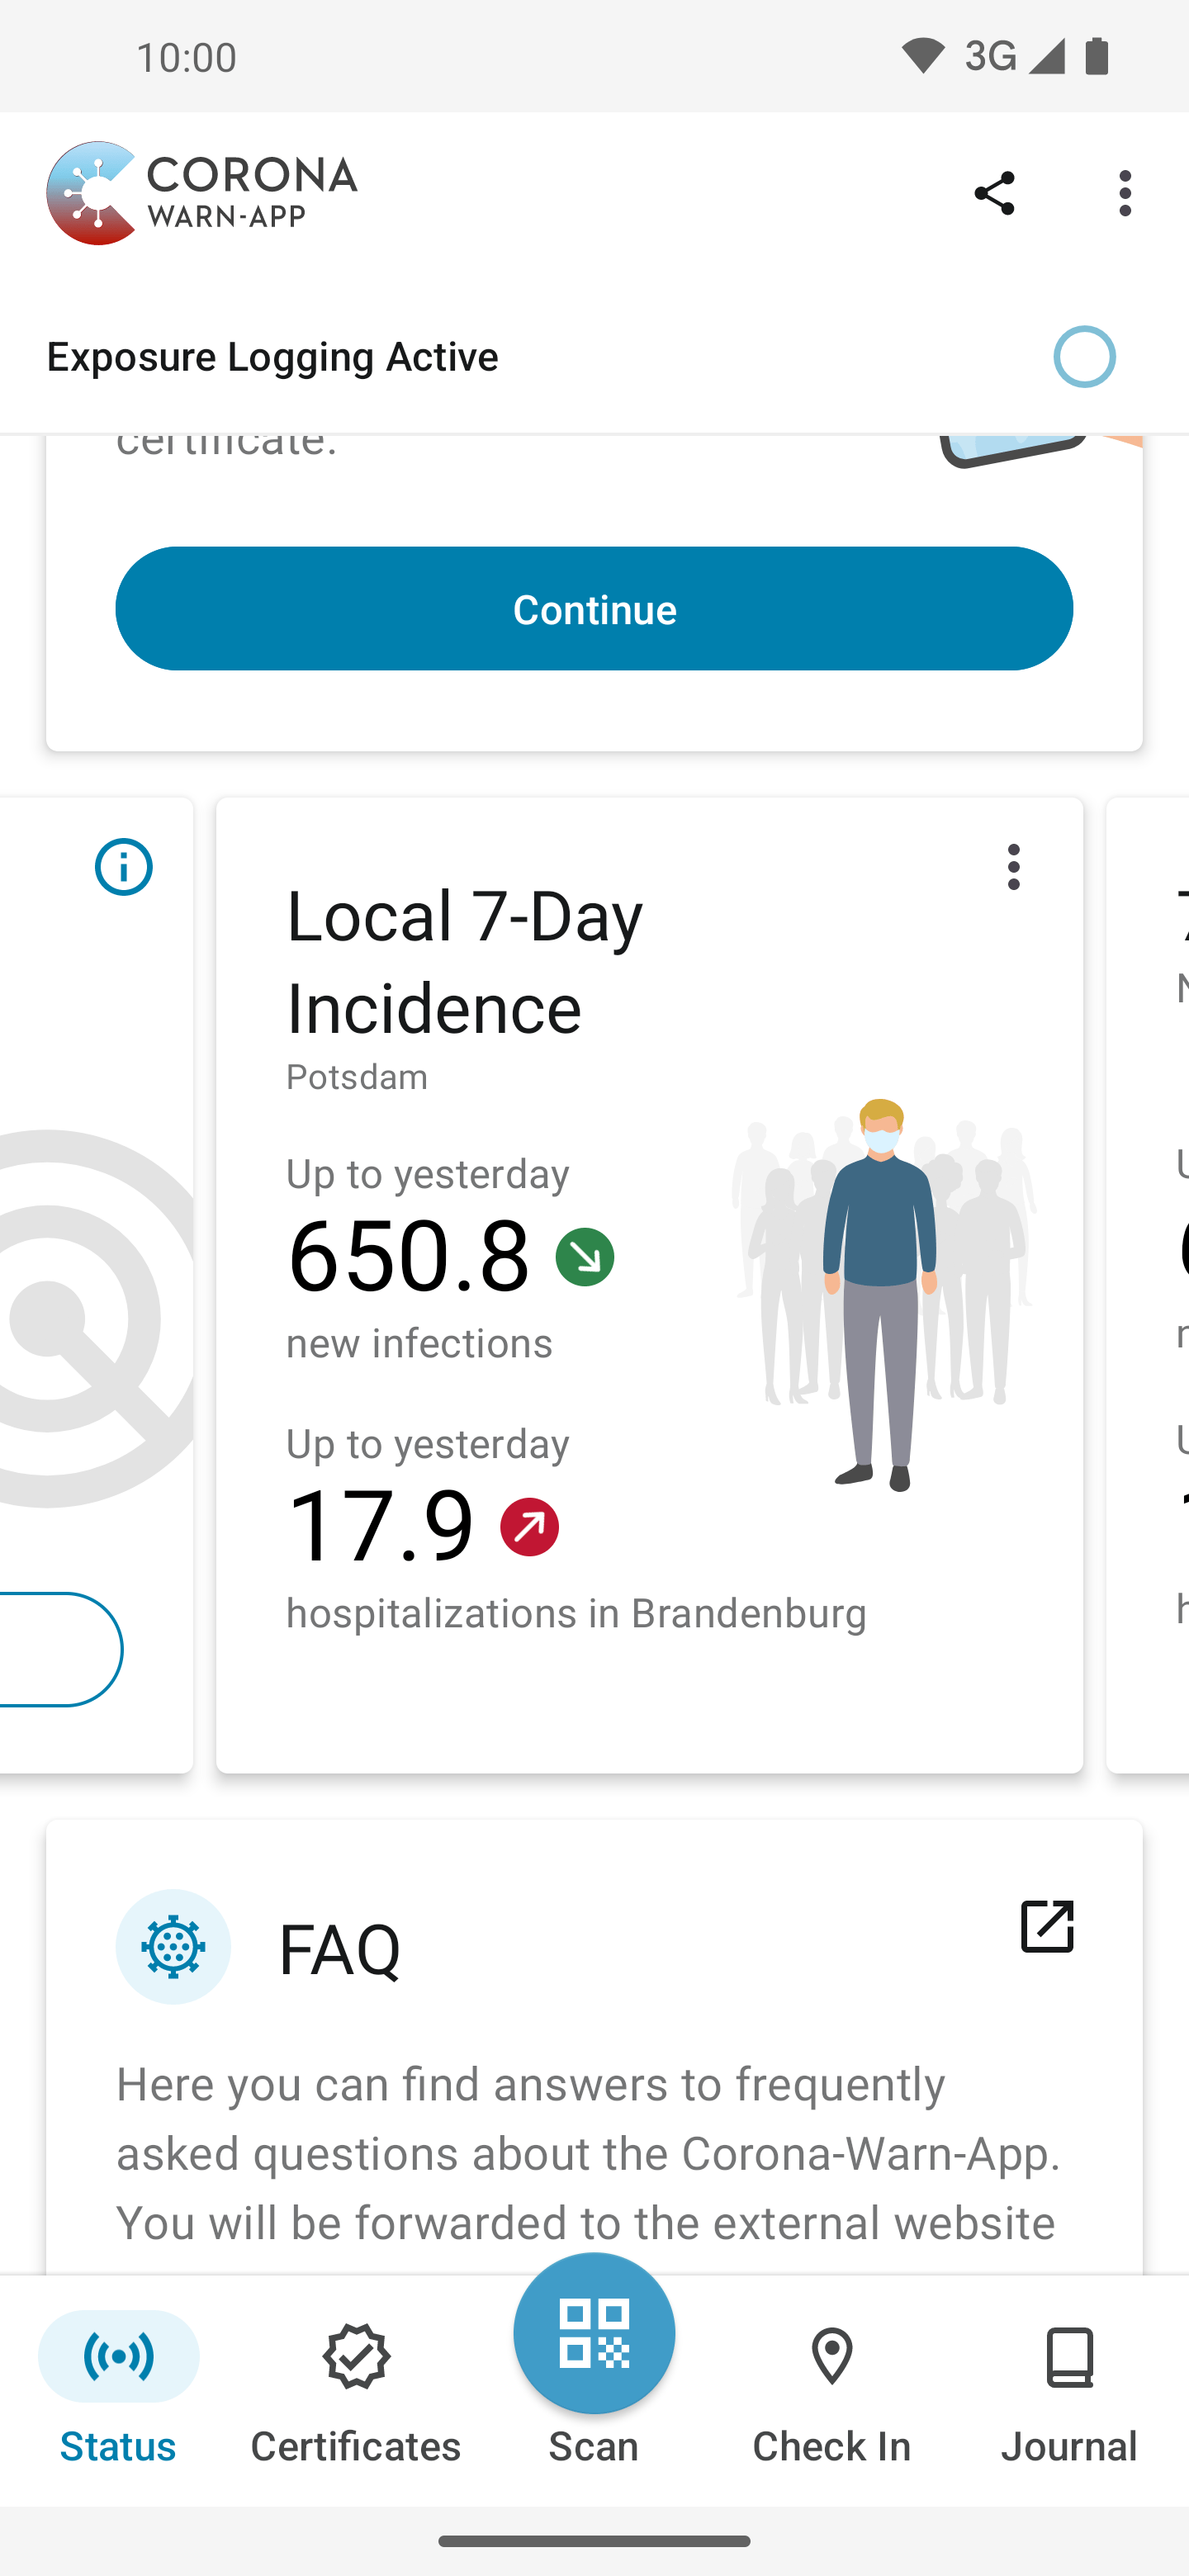 10:00
3G
CORONA
WARN-APP
Exposure Logging Active
certificate.
Continue
Local 7-Day
Incidence
Potsdam
Up to yesterday
650.8
new infections
Up to yesterday
17.9
hospitalizations in Brandenburg
FAQ
Here you can find answers to frequently
asked questions about the Corona-Warn-App.
You will be forwarded to the external website
Status
Certificates
Scan
Check In
Journal